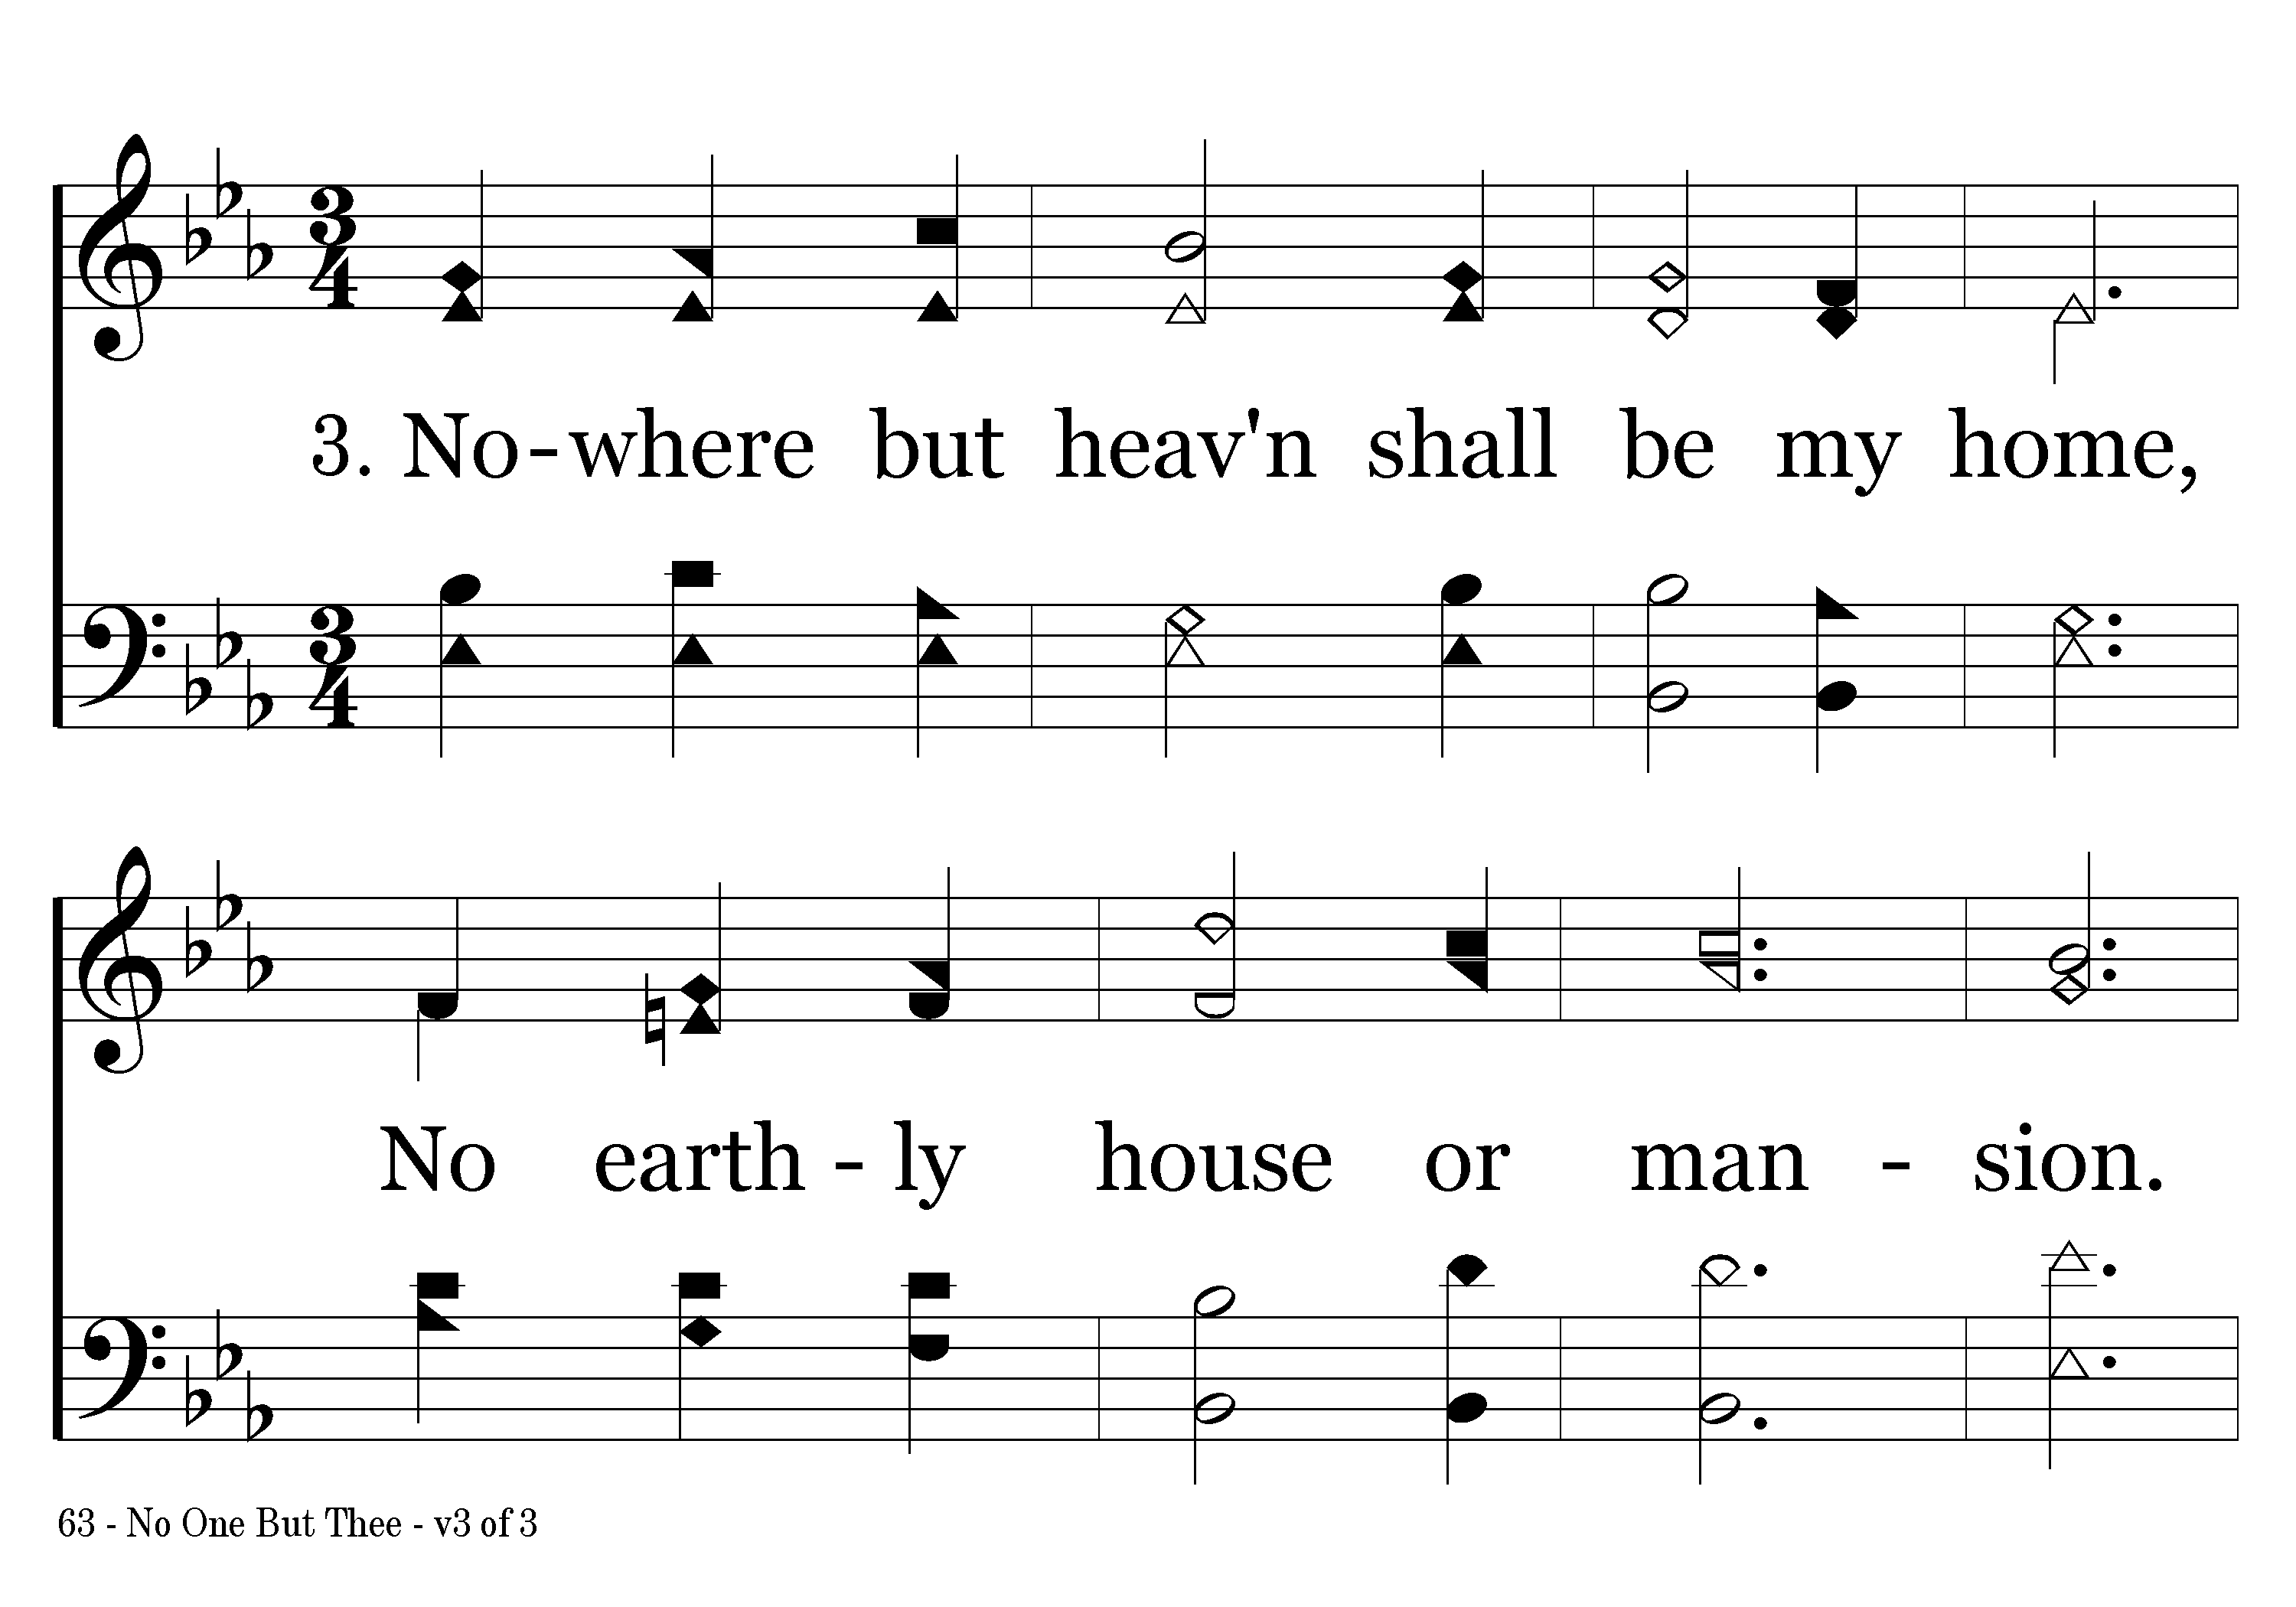 3. No-where but heav'n shall be my home,
No earth - ly house or man - sion.
63 - No One But Thee - v3 of 3